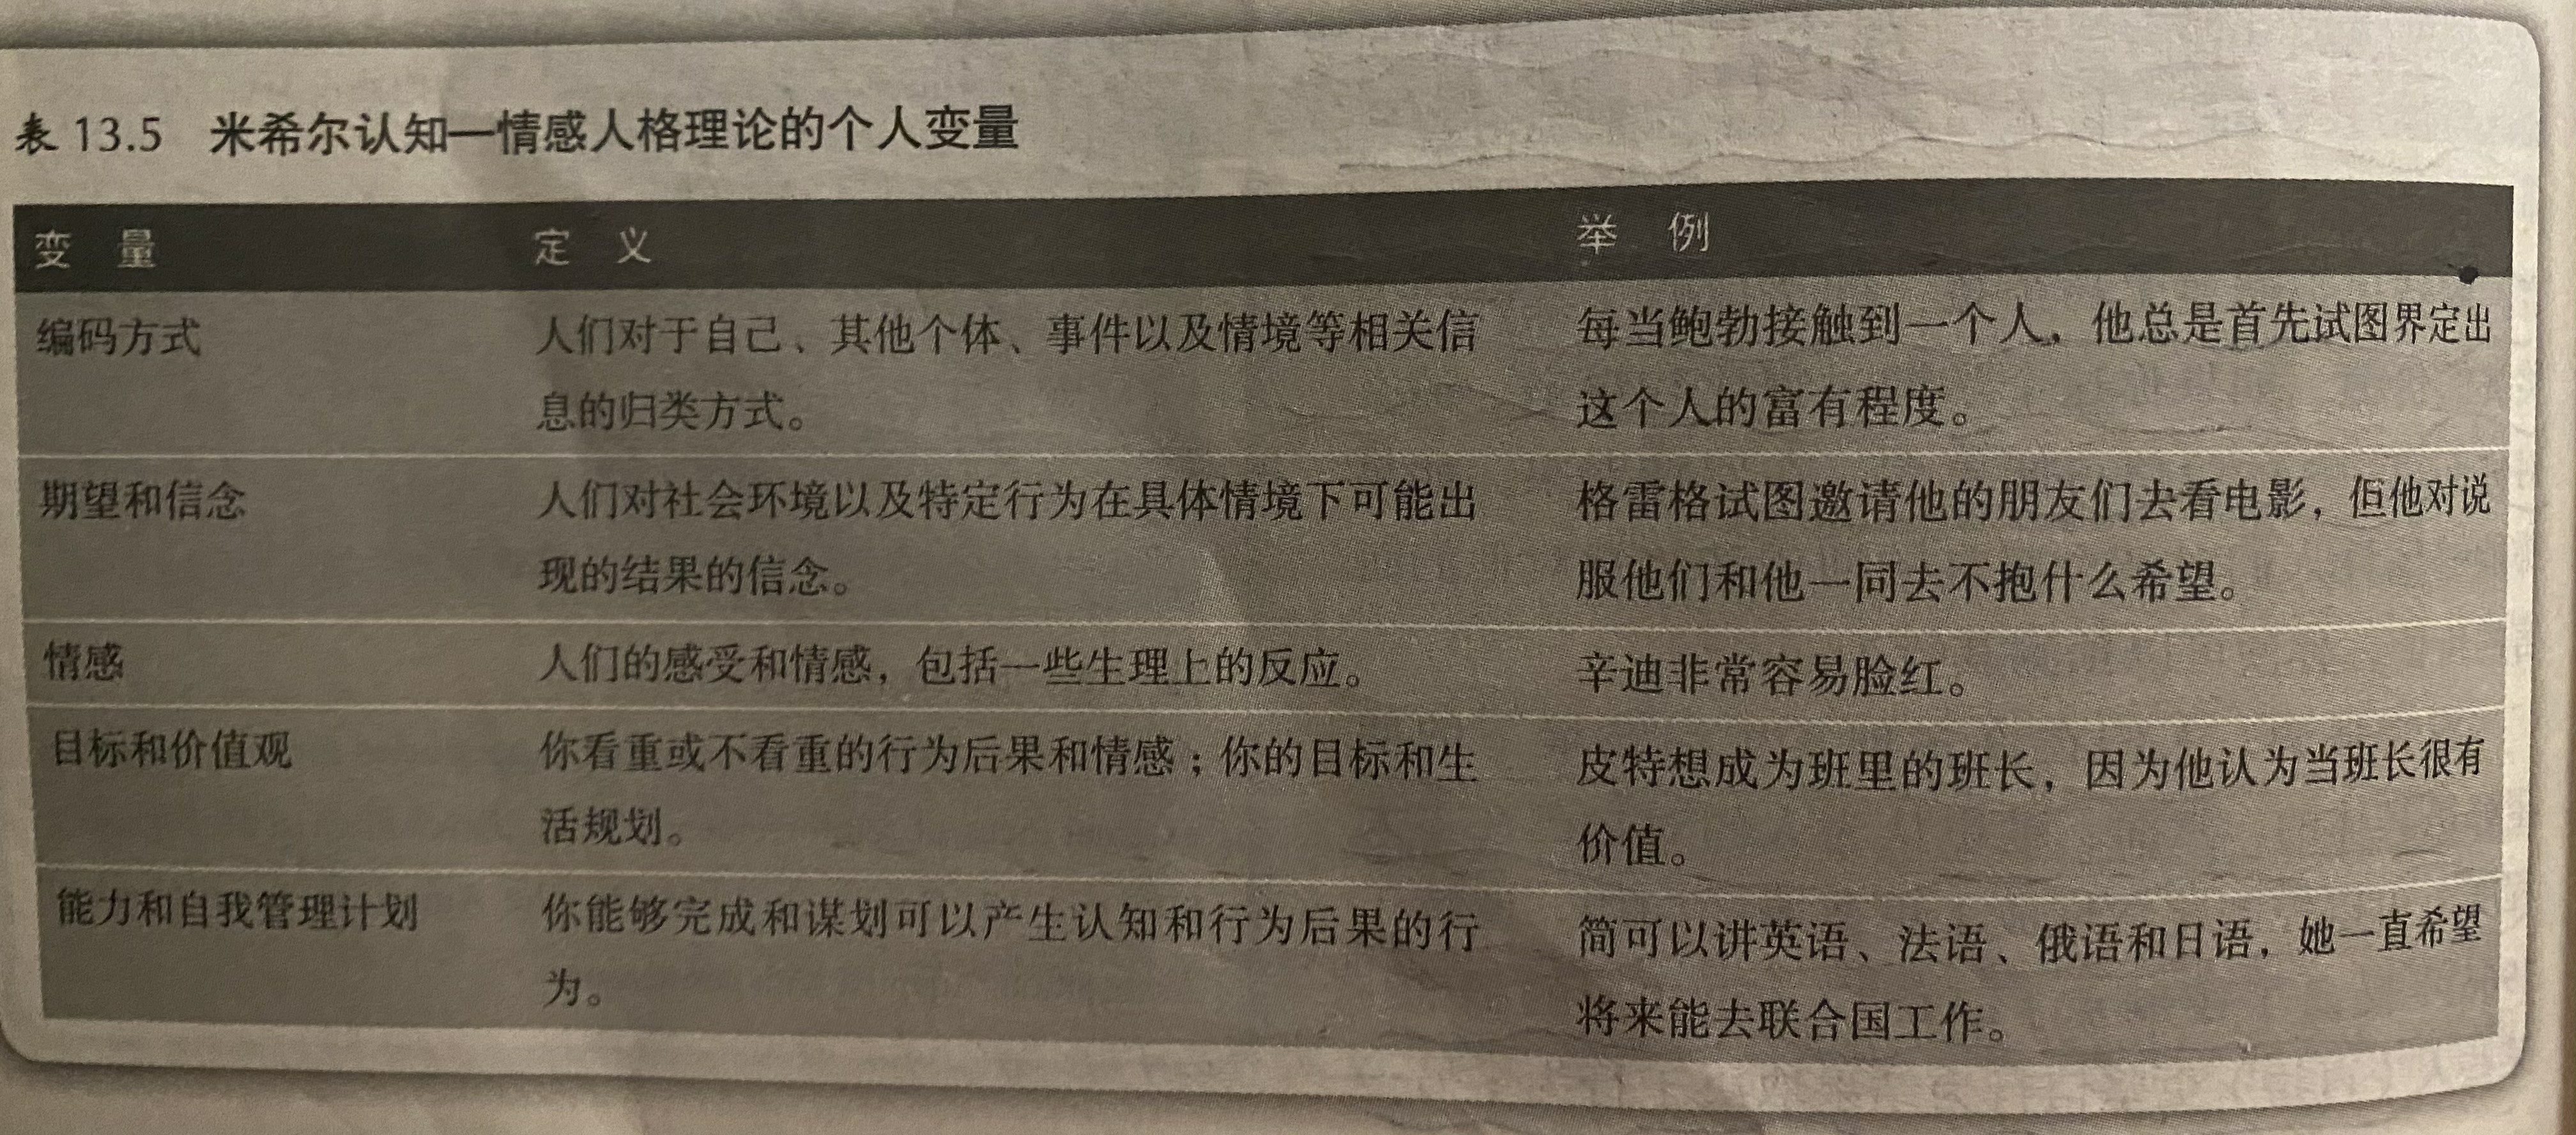 表 13.5 米希尔认知—情感人格理论的个人变量
变 量 定 义 举 例
编码方式 人们对于自己、其他个体、事件以及情境等相关信 每当鲍勃接触到一个人，他总是首先试图界定出
息的归类方式。 这个人的富有程度。
期望和信念 人们对社会环境以及特定行为在具体情境下可能出 格雷格试图邀请他的朋友们去看电影，但他对说
现的结果的信念。 服他们和他一同去不抱什么希望。
情感 人们的感受和情感，包括一些生理上的反应。 辛迪非常容易脸红。
目标和价值观 你看重或不看重的行为后果和情感；你的目标和生 皮特想成为班里的班长，因为他认为当班长很有
活规划。 价值。
能力和自我管理计划 你能够完成和谋划可以产生认知和行为后果的行 简可以讲英语、法语、俄语和日语，她一直希望
为。 将来能去联合国工作。